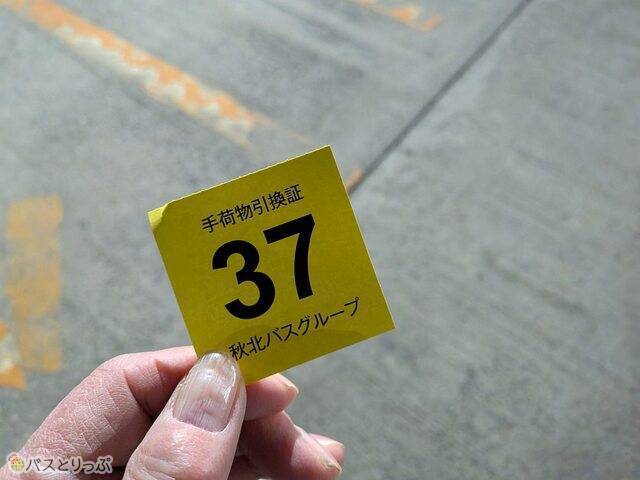 手荷物引換証
37
秋北バスグループ
バスとりっぷ